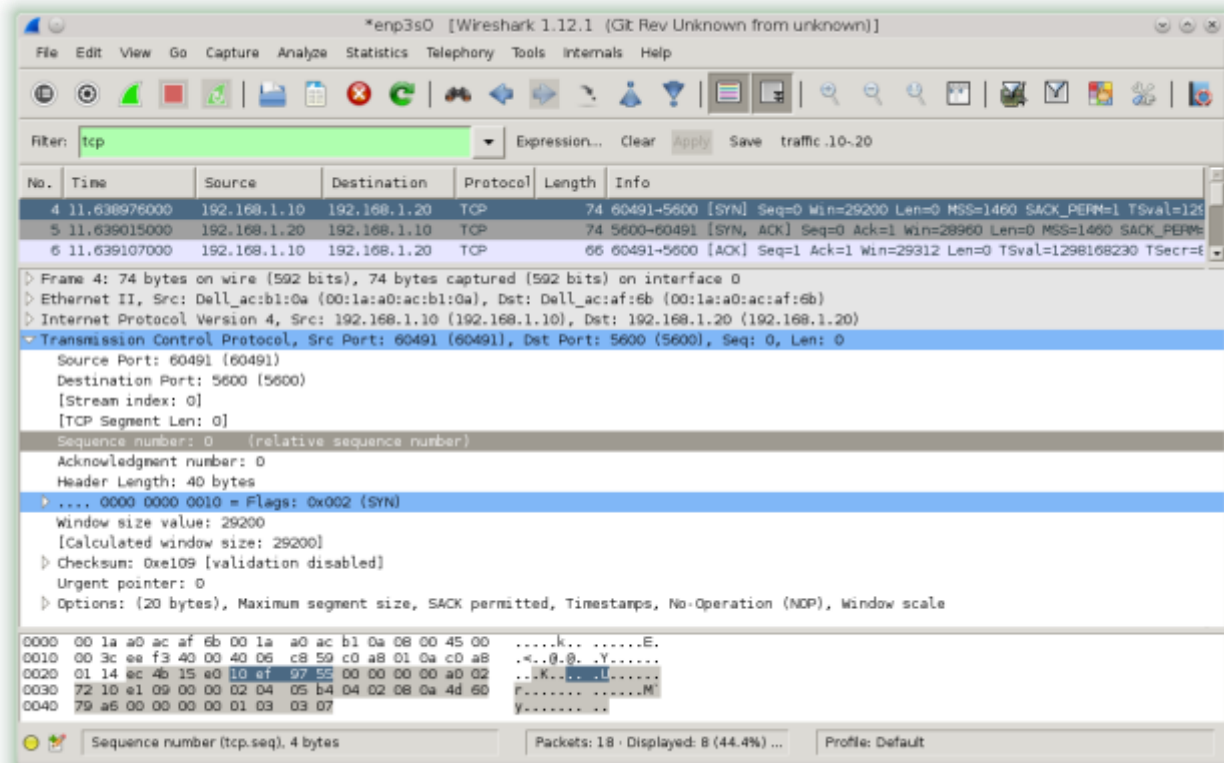 *enp3s0 [Wireshark 1.12.1 (Git Rev Unknown from unknown)]
File Edit View Go Capture Analyze Statistics Telephony Tools Internals Help
Filter: tcp Expression... Clear Apply Save traffic .10-.20
No. Time Source Destination Protocol Length Info
4 11.638976000 192.168.1.10 192.168.1.20 TCP 74 60491→5600 [SYN] Seq=0 Win=29200 Len=0 MSS=1460 SACK_PERM=1 TSval=129
5 11.639015000 192.168.1.20 192.168.1.10 TCP 74 5600→60491 [SYN, ACK] Seq=0 Ack=1 Win=28960 Len=0 MSS=1460 SACK_PERM=
6 11.639107000 192.168.1.10 192.168.1.20 TCP 66 60491→5600 [ACK] Seq=1 Ack=1 Win=29312 Len=0 TSval=1298168230 TSecr=8
Frame 4: 74 bytes on wire (592 bits), 74 bytes captured (592 bits) on interface 0
Ethernet II, Src: Dell_ac:b1:0a (00:1a:a0:ac:b1:0a), Dst: Dell_ac:af:6b (00:1a:a0:ac:af:6b)
Internet Protocol Version 4, Src: 192.168.1.10 (192.168.1.10), Dst: 192.168.1.20 (192.168.1.20)
Transmission Control Protocol, Src Port: 60491 (60491), Dst Port: 5600 (5600), Seq: 0, Len: 0
Source Port: 60491 (60491)
Destination Port: 5600 (5600)
[Stream index: 0]
[TCP Segment Len: 0]
Sequence number: 0 (relative sequence number)
Acknowledgment number: 0
Header Length: 40 bytes
.... 0000 0000 0010 = Flags: 0x002 (SYN)
Window size value: 29200
[Calculated window size: 29200]
Checksum: 0xe109 [validation disabled]
Urgent pointer: 0
Options: (20 bytes), Maximum segment size, SACK permitted, Timestamps, No-Operation (NOP), Window scale
0000 00 1a a0 ac af 6b 00 1a a0 ac b1 0a 08 00 45 00 .....k.. ......E.
0010 00 3c ee f3 40 00 40 06 c8 59 c0 a8 01 0a c0 a8 .<..@.@. .Y......
0020 01 14 ec 4b 15 e0 10 ef 97 55 00 00 00 00 a0 02 ...K.... .U......
0030 72 10 e1 09 00 00 02 04 05 b4 04 02 08 0a 4d 60 r....... ......M`
0040 79 a6 00 00 00 00 01 03 03 07 y....... ..
Sequence number (tcp.seq), 4 bytes Packets: 18 · Displayed: 8 (44.4%) ... Profile: Default